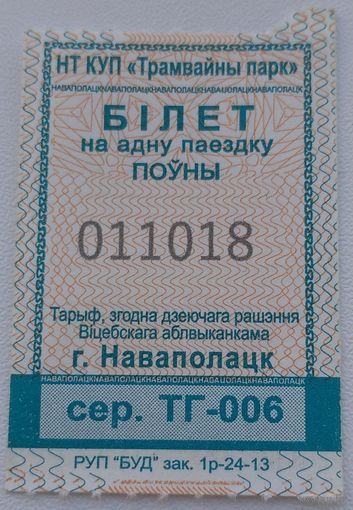 НТ КУП «Трамвайны парк»
НАВАПОЛАЦКНАВАПОЛАЦКНАВАПОЛАЦКНАВАПОЛАЦКНАВАПОЛАЦК
БІЛЕТ
на адну паездку
ПОЎНЫ
011018
Тарыф, згодна дзеючага рашэння
Віцебскага аблвыканкама
г. Наваполацк
НАВАПОЛАЦКНАВАПОЛАЦКНАВАПОЛАЦКНАВАПОЛАЦКНАВАПОЛАЦК
сер. ТГ-006
РУП "БУД" зак. 1р-24-13